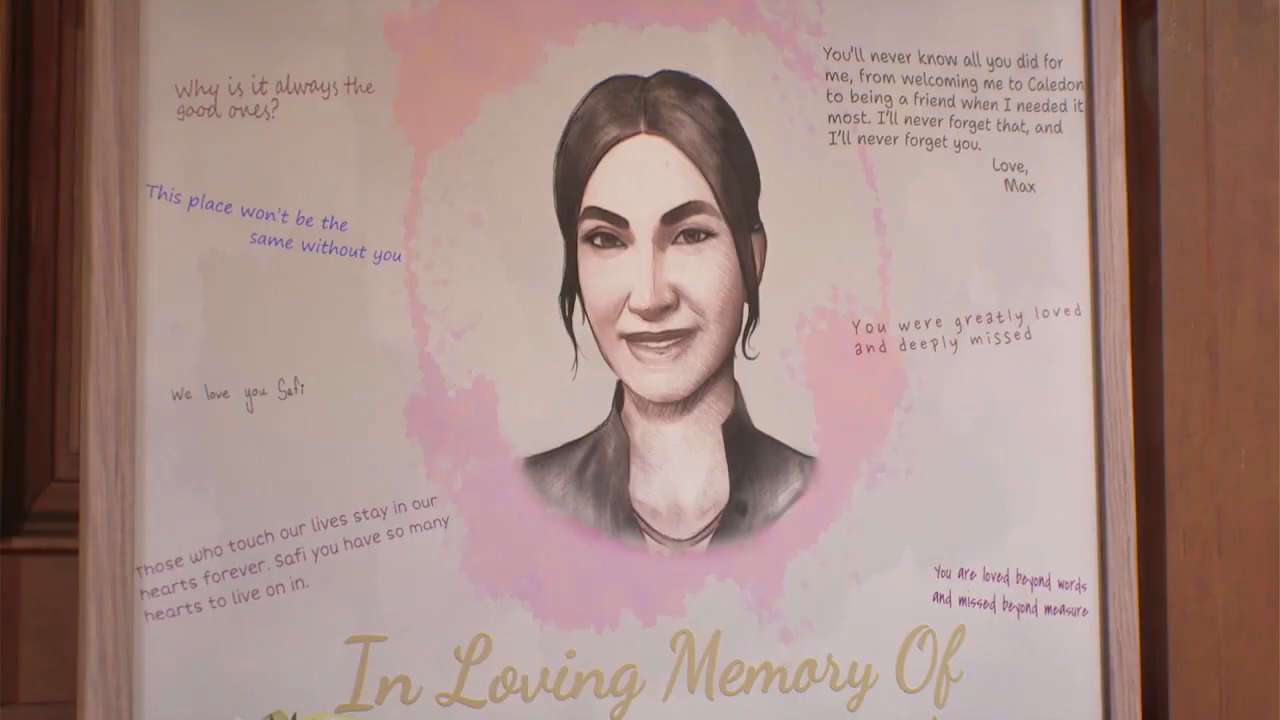 Why is it always the
good ones?
This place won't be the
same without you
We love you Safi
Those who touch our lives stay in our
hearts forever. Safi you have so many
hearts to live on in.
You'll never know all you did for
me, from welcoming me to Caledon
to being a friend when I needed it
most. I'll never forget that, and
I'll never forget you.
Love,
Max
You were greatly loved
and deeply missed
You are loved beyond words
and missed beyond measure
In Loving Memory Of